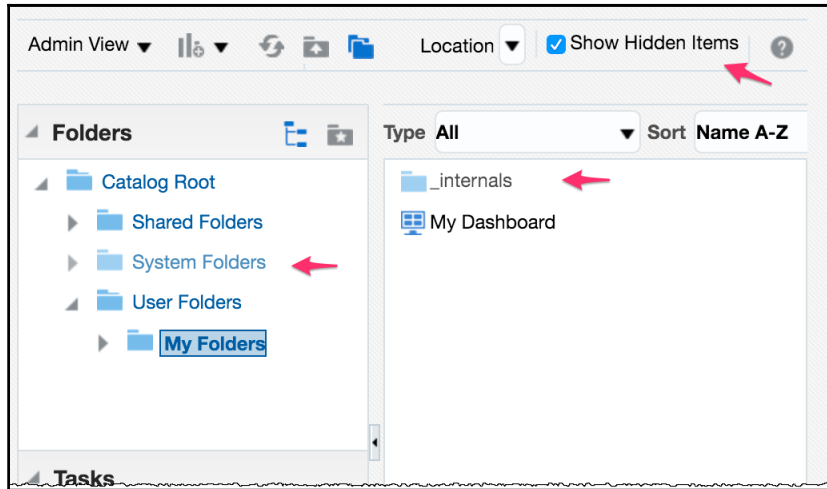 Admin View Location Show Hidden Items ?
Folders
Catalog Root
Shared Folders
System Folders
User Folders
My Folders
Tasks
Type All Sort Name A-Z
_internals
My Dashboard